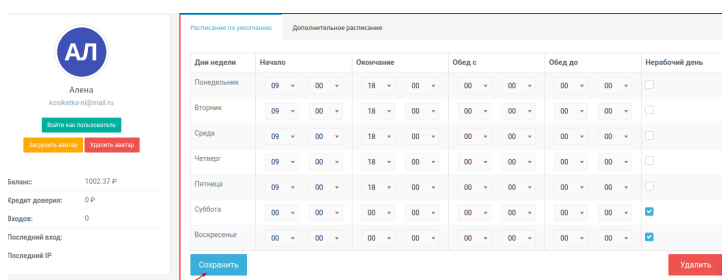 АЛ
Алена
kosiketka-ni@mail.ru
Войти как пользователь
Загрузить аватар Удалить аватар
Баланс: 1002.37 ₽
Кредит доверия: 0 ₽
Входов: 0
Последний вход:
Последний IP
Расписание по умолчанию Дополнительное расписание
Дни недели Начало Окончание Обед с Обед до Нерабочий день
Понедельник 09 00 18 00 00 00 00 00
Вторник 09 00 18 00 00 00 00 00
Среда 09 00 18 00 00 00 00 00
Четверг 09 00 18 00 00 00 00 00
Пятница 09 00 18 00 00 00 00 00
Суббота 00 00 00 00 00 00 00 00
Воскресенье 00 00 00 00 00 00 00 00
Сохранить Удалить